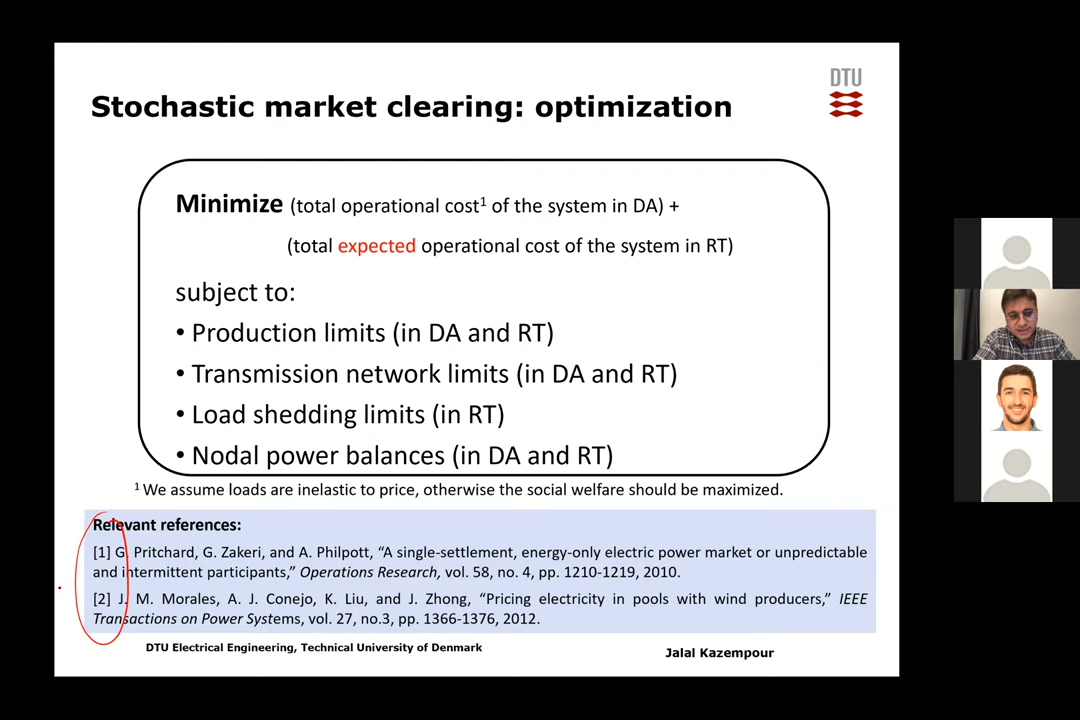 DTU
Stochastic market clearing: optimization
Minimize (total operational cost¹ of the system in DA) +
(total expected operational cost of the system in RT)
subject to:
• Production limits (in DA and RT)
• Transmission network limits (in DA and RT)
• Load shedding limits (in RT)
• Nodal power balances (in DA and RT)
¹ We assume loads are inelastic to price, otherwise the social welfare should be maximized.
Relevant references:
[1] G. Pritchard, G. Zakeri, and A. Philpott, “A single-settlement, energy-only electric power market or unpredictable
and intermittent participants,” Operations Research, vol. 58, no. 4, pp. 1210-1219, 2010.
[2] J. M. Morales, A. J. Conejo, K. Liu, and J. Zhong, “Pricing electricity in pools with wind producers,” IEEE
Transactions on Power Systems, vol. 27, no.3, pp. 1366-1376, 2012.
DTU Electrical Engineering, Technical University of Denmark
Jalal Kazempour